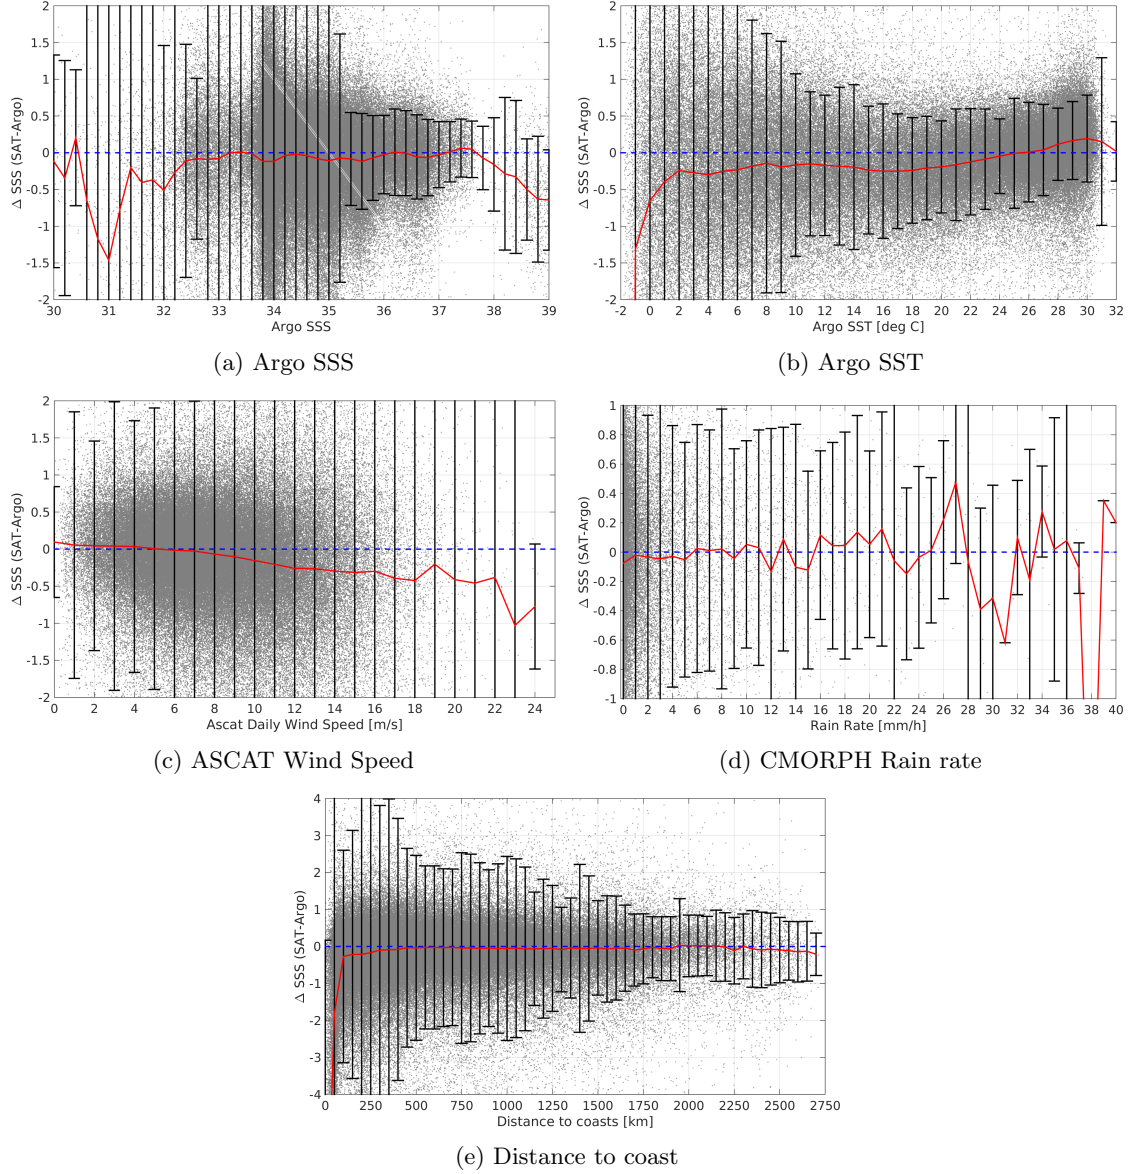 2
1.5
1
0.5
0
-0.5
-1
-1.5
-2
30 31 32 33 34 35 36 37 38 39
Argo SSS
Δ SSS (SAT-Argo)
(a) Argo SSS
2
1.5
1
0.5
0
-0.5
-1
-1.5
-2
-2 0 2 4 6 8 10 12 14 16 18 20 22 24 26 28 30 32
Argo SST [deg C]
Δ SSS (SAT-Argo)
(b) Argo SST
2
1.5
1
0.5
0
-0.5
-1
-1.5
-2
0 2 4 6 8 10 12 14 16 18 20 22 24
Ascat Daily Wind Speed [m/s]
Δ SSS (SAT-Argo)
(c) ASCAT Wind Speed
1
0.8
0.6
0.4
0.2
0
-0.2
-0.4
-0.6
-0.8
-1
0 2 4 6 8 10 12 14 16 18 20 22 24 26 28 30 32 34 36 38 40
Rain Rate [mm/h]
Δ SSS (SAT-Argo)
(d) CMORPH Rain rate
4
3
2
1
0
-1
-2
-3
-4
0 250 500 750 1000 1250 1500 1750 2000 2250 2500 2750
Distance to coasts [km]
Δ SSS (SAT-Argo)
(e) Distance to coast